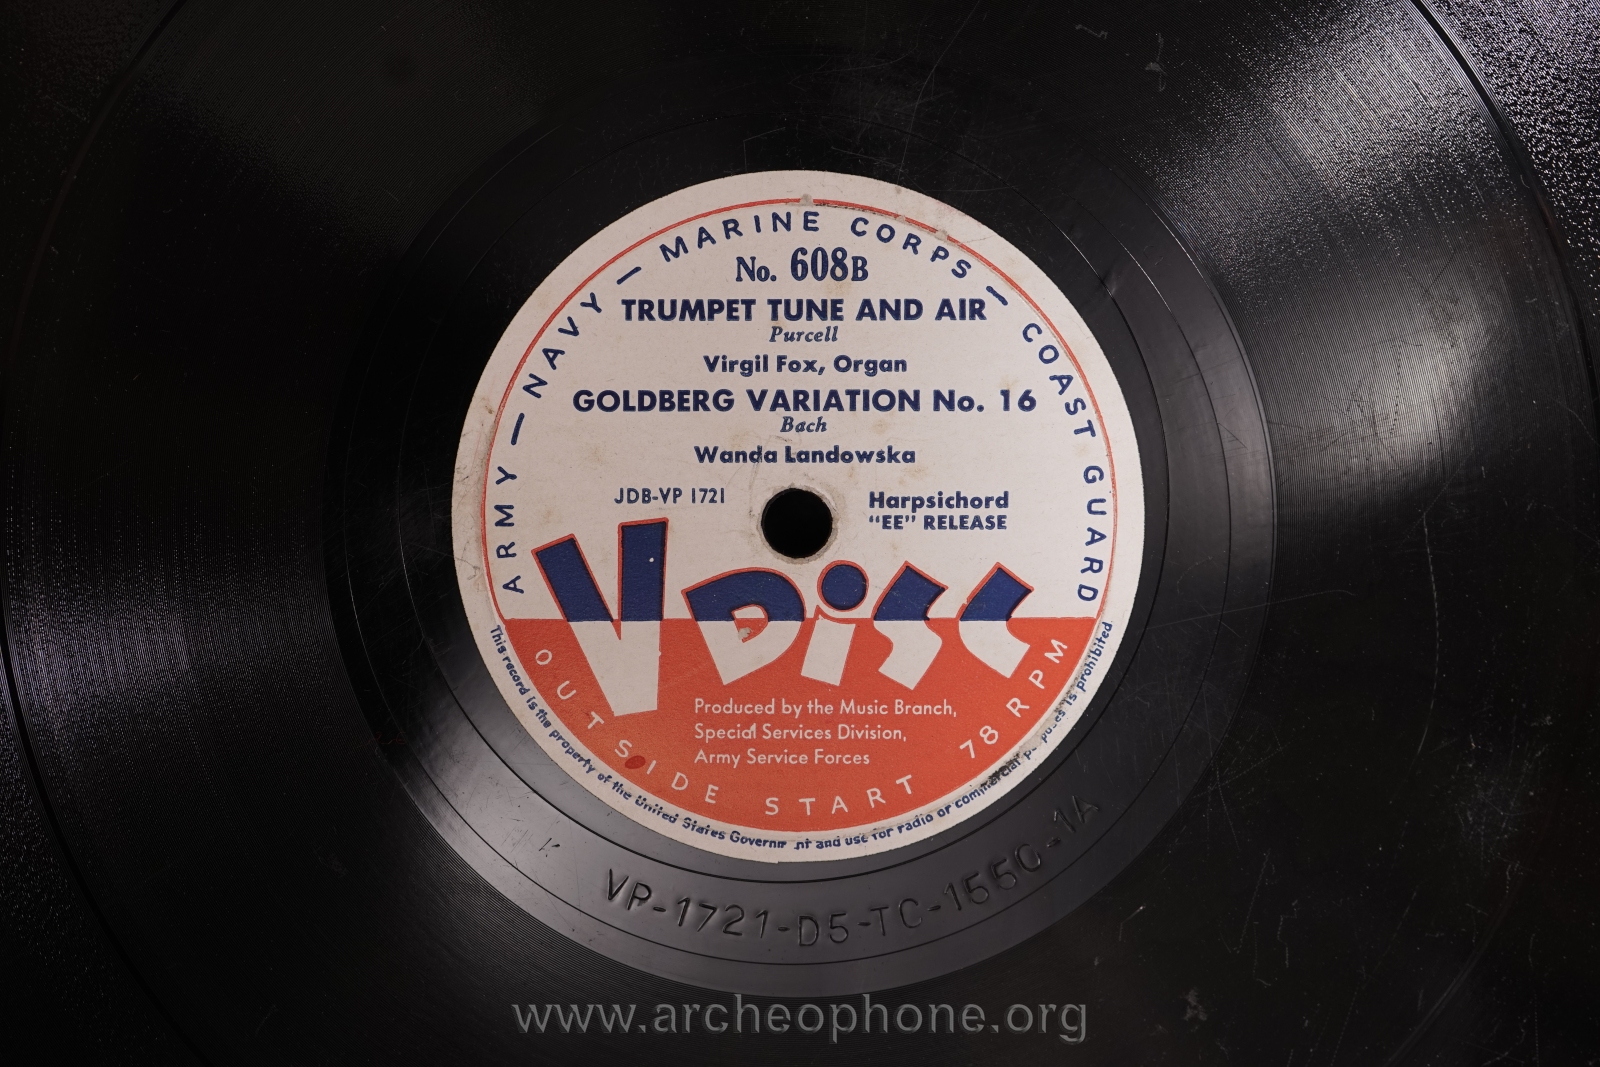 ARMY — NAVY — MARINE CORPS — COAST GUARD
No. 608B
TRUMPET TUNE AND AIR
Purcell
Virgil Fox, Organ
GOLDBERG VARIATION No. 16
Bach
Wanda Landowska
JDB-VP 1721
Harpsichord
"EE" RELEASE
VDisc
Produced by the Music Branch,
Special Services Division,
Army Service Forces
OUTSIDE START 78 RPM
This record is the property of the United States Government and use for radio or commercial purposes is prohibited
VP-1721-D5-TC-1550-1A
www.archeophone.org